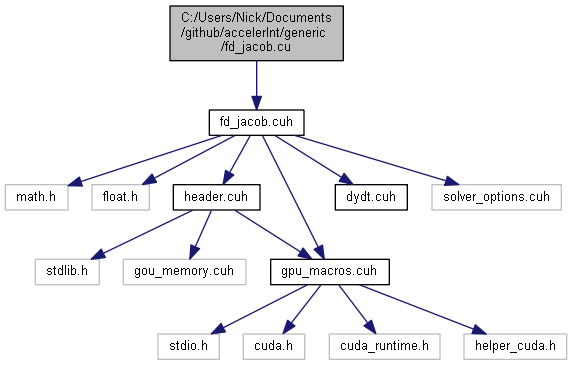 C:/Users/Nick/Documents
/github/accelerInt/generic
/fd_jacob.cu
fd_jacob.cuh
math.h
float.h
header.cuh
dydt.cuh
solver_options.cuh
stdlib.h
gou_memory.cuh
gpu_macros.cuh
stdio.h
cuda.h
cuda_runtime.h
helper_cuda.h